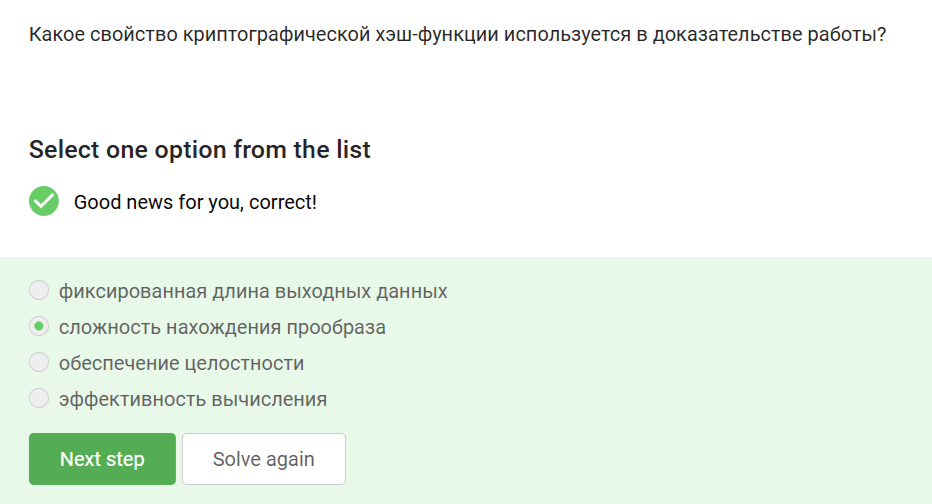 Какое свойство криптографической хэш-функции используется в доказательстве работы?
Select one option from the list
Good news for you, correct!
фиксированная длина выходных данных
сложность нахождения прообраза
обеспечение целостности
эффективность вычисления
Next step
Solve again